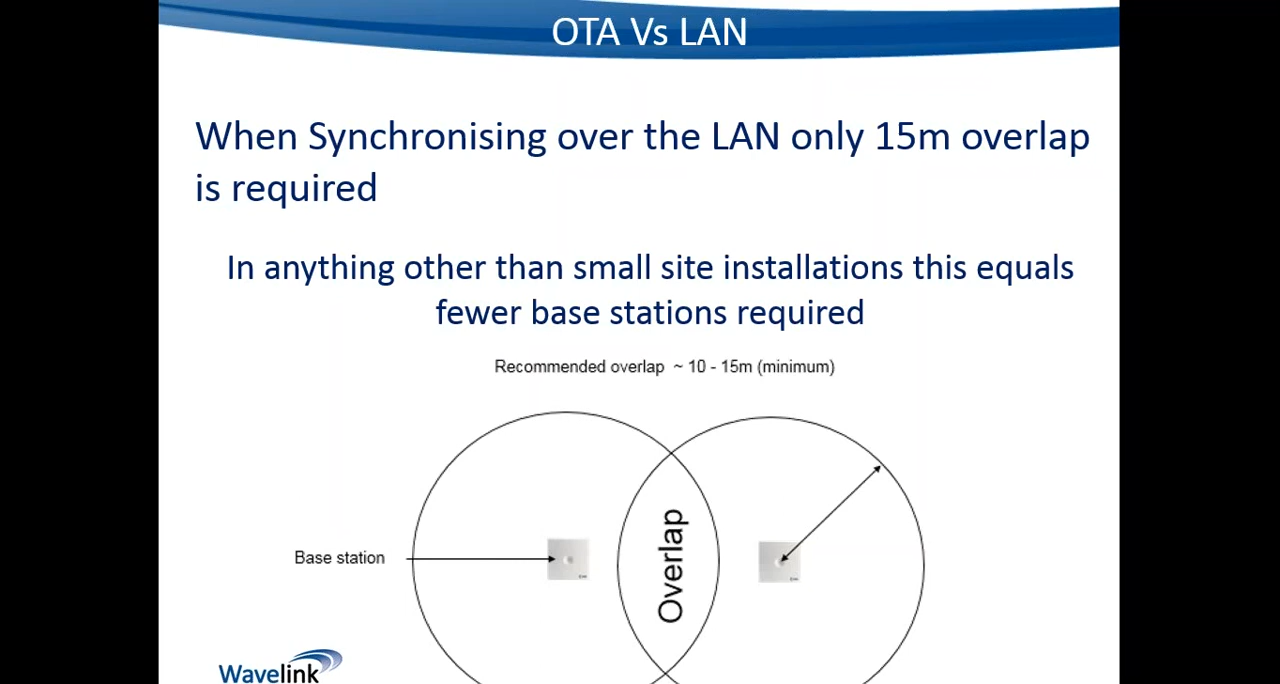 OTA Vs LAN
When Synchronising over the LAN only 15m overlap
is required
In anything other than small site installations this equals
fewer base stations required
Recommended overlap ~ 10 - 15m (minimum)
Overlap
Base station
Wavelink